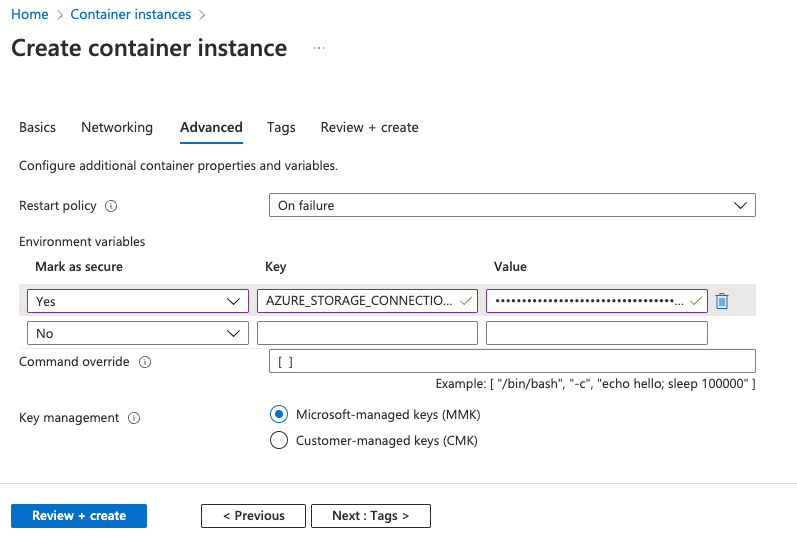 Home > Container instances >
Create container instance ...
Basics Networking Advanced Tags Review + create
Configure additional container properties and variables.
Restart policy On failure
Environment variables
Mark as secure Key Value
Yes AZURE_STORAGE_CONNECTIO... ••••••••••••••••••••••••••••••••••...
No
Command override [ ]
Example: [ "/bin/bash", "-c", "echo hello; sleep 100000" ]
Key management Microsoft-managed keys (MMK)
Customer-managed keys (CMK)
Review + create < Previous Next : Tags >